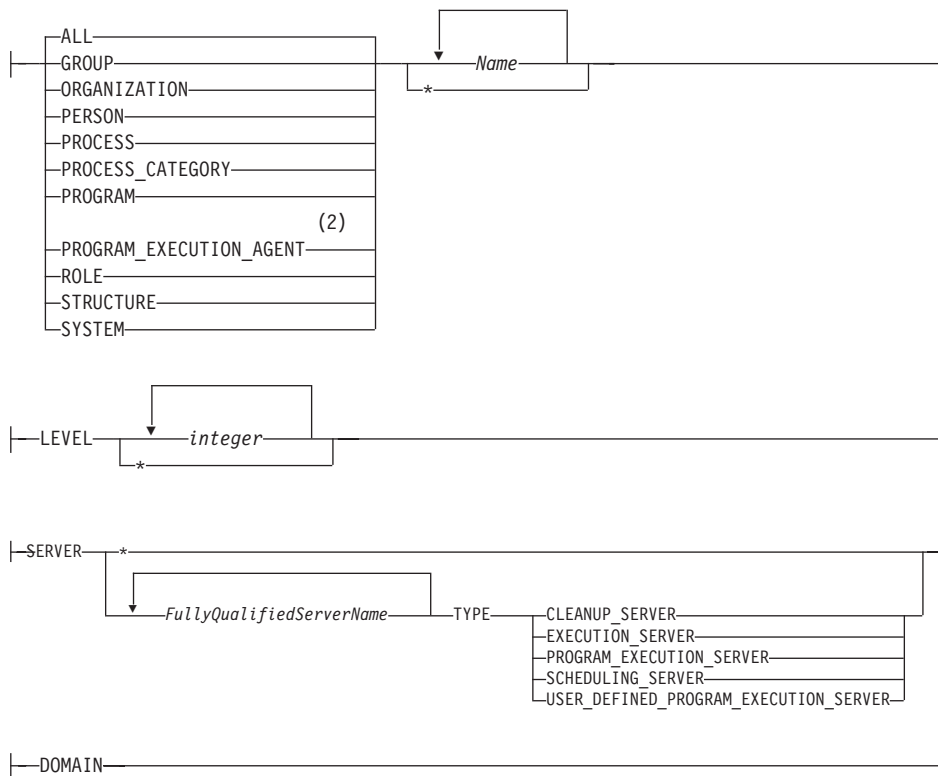 ALL
GROUP Name
ORGANIZATION *
PERSON
PROCESS
PROCESS_CATEGORY
PROGRAM
(2)
PROGRAM_EXECUTION_AGENT
ROLE
STRUCTURE
SYSTEM
LEVEL integer
*
SERVER *
FullyQualifiedServerName TYPE CLEANUP_SERVER
EXECUTION_SERVER
PROGRAM_EXECUTION_SERVER
SCHEDULING_SERVER
USER_DEFINED_PROGRAM_EXECUTION_SERVER
DOMAIN